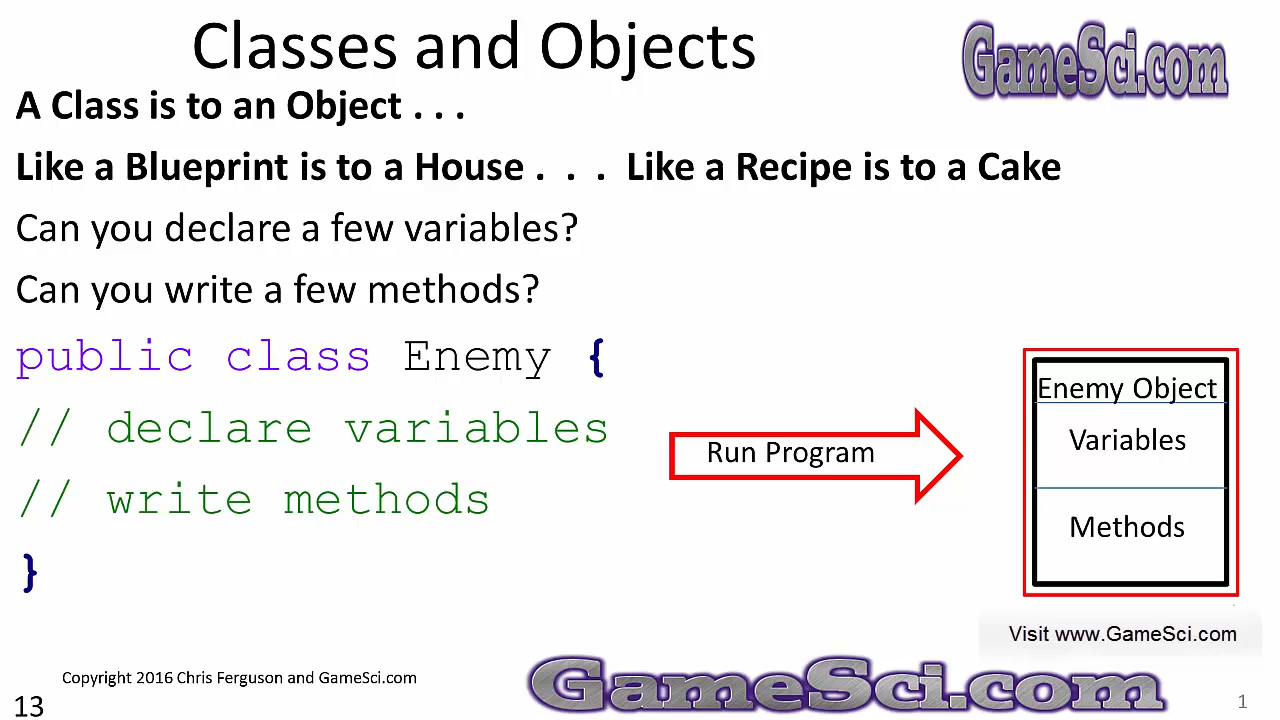 Classes and Objects
GameSci.com
A Class is to an Object . . .
Like a Blueprint is to a House . . . Like a Recipe is to a Cake
Can you declare a few variables?
Can you write a few methods?
public class Enemy {
// declare variables
// write methods
}
Run Program
Enemy Object
Variables
Methods
Visit www.GameSci.com
Copyright 2016 Chris Ferguson and GameSci.com
GameSci.com
13
1